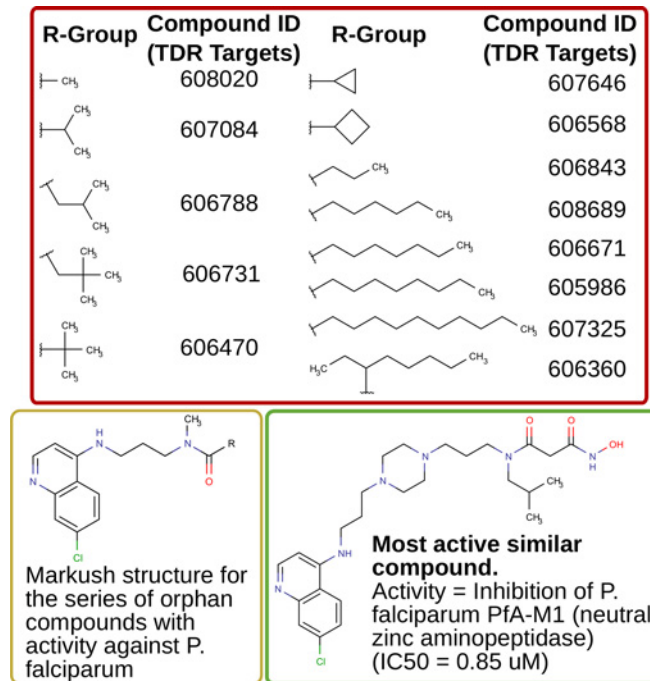 R-Group Compound ID (TDR Targets) R-Group Compound ID (TDR Targets)
CH₃ 608020 607646
CH₃ CH₃ 607084 606568
CH₃ 606843
CH₃ CH₃ 606788 CH₃ 608689
CH₃ 606671
CH₃ CH₃ CH₃ 606731 CH₃ 605986
CH₃ 607325
CH₃ CH₃ CH₃ 606470 H₃C CH₃ 606360
CH₃
NH N R
O
N
Cl
Markush structure for
the series of orphan
compounds with
activity against P.
falciparum
O O OH
N N N NH
CH₃
CH₃
NH
N
Cl
Most active similar
compound.
Activity = Inhibition of P.
falciparum PfA-M1 (neutral
zinc aminopeptidase)
(IC50 = 0.85 uM)